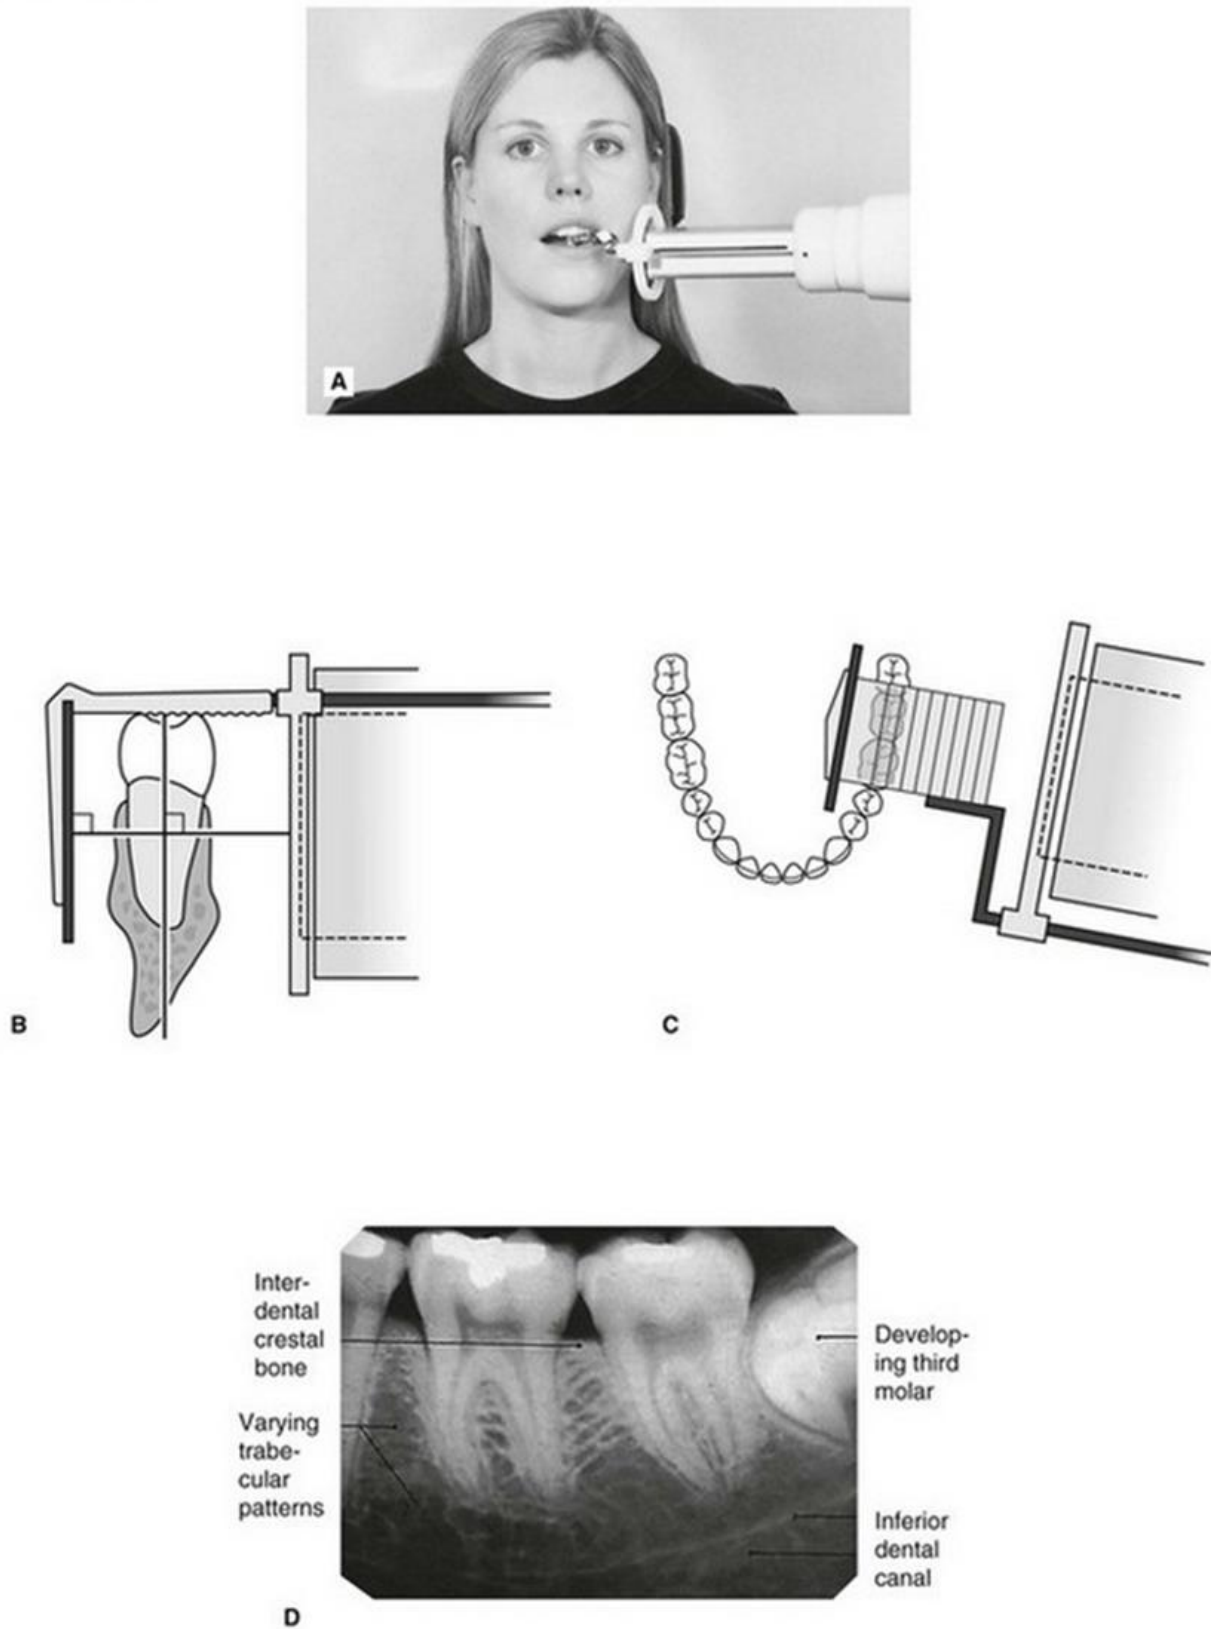 A
B
C
Inter-
dental
crestal
bone
Varying
trabe-
cular
patterns
Develop-
ing third
molar
Inferior
dental
canal
D